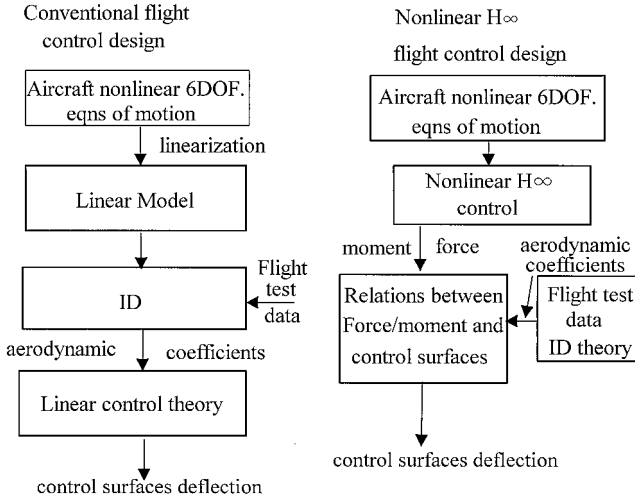 Conventional flight
control design
Aircraft nonlinear 6DOF.
eqns of motion
linearization
Linear Model
Flight
test
data
ID
aerodynamic coefficients
Linear control theory
control surfaces deflection
Nonlinear H∞
flight control design
Aircraft nonlinear 6DOF.
eqns of motion
Nonlinear H∞
control
moment force
aerodynamic
coefficients
Relations between
Force/moment and
control surfaces
Flight test
data
ID theory
control surfaces deflection